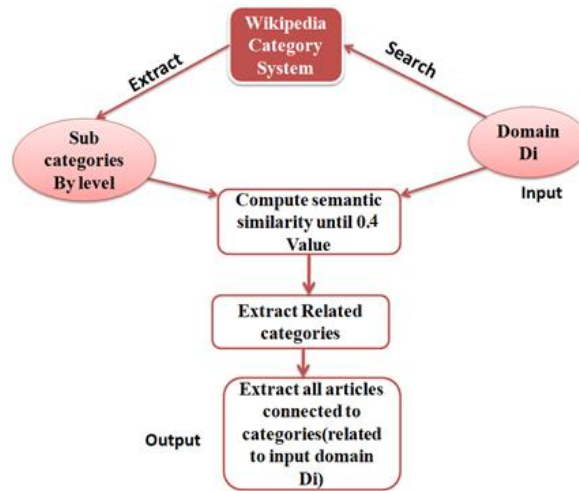 Wikipedia
Category
System
Extract
Search
Sub
categories
By level
Domain
Di
Input
Compute semantic
similarity until 0.4
Value
Extract Related
categories
Extract all articles
connected to
categories(related
to input domain
Di)
Output